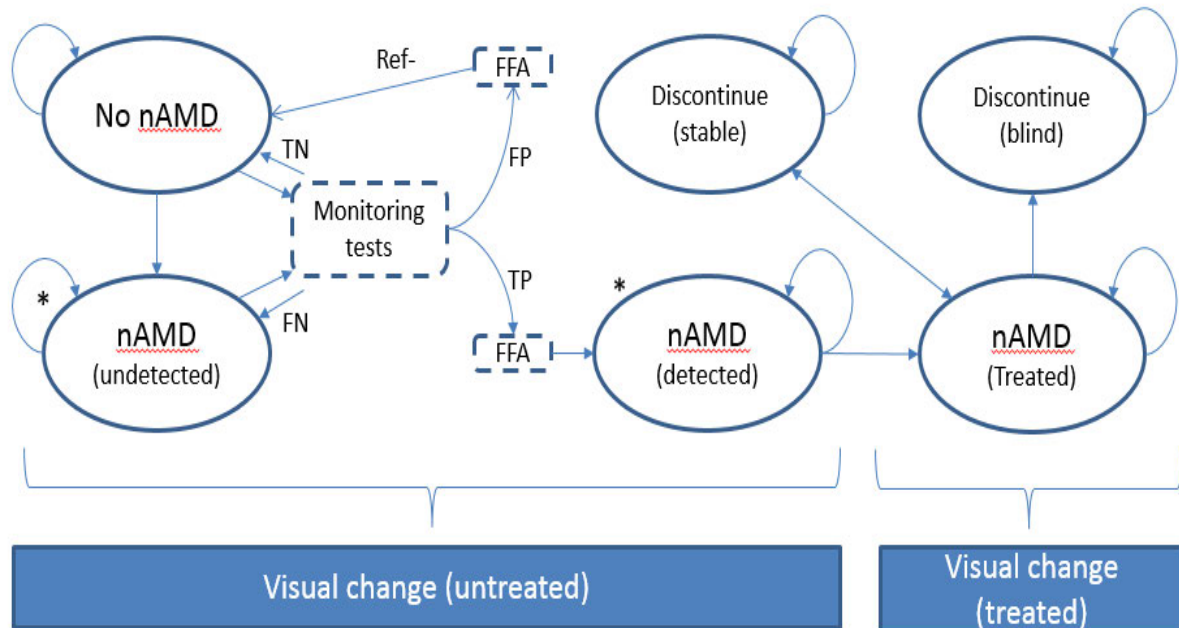 Ref-
FFA
No nAMD
Discontinue
(stable)
Discontinue
(blind)
TN
FP
Monitoring
tests
*
FN
TP
*
nAMD
(undetected)
FFA
nAMD
(detected)
nAMD
(Treated)
Visual change (untreated)
Visual change
(treated)